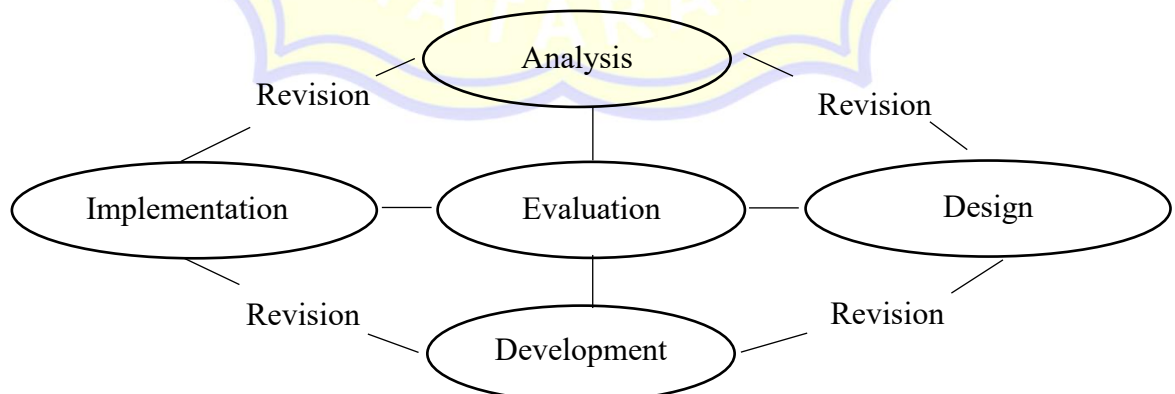 Analysis
Revision
Revision
Implementation
Evaluation
Design
Revision
Revision
Development